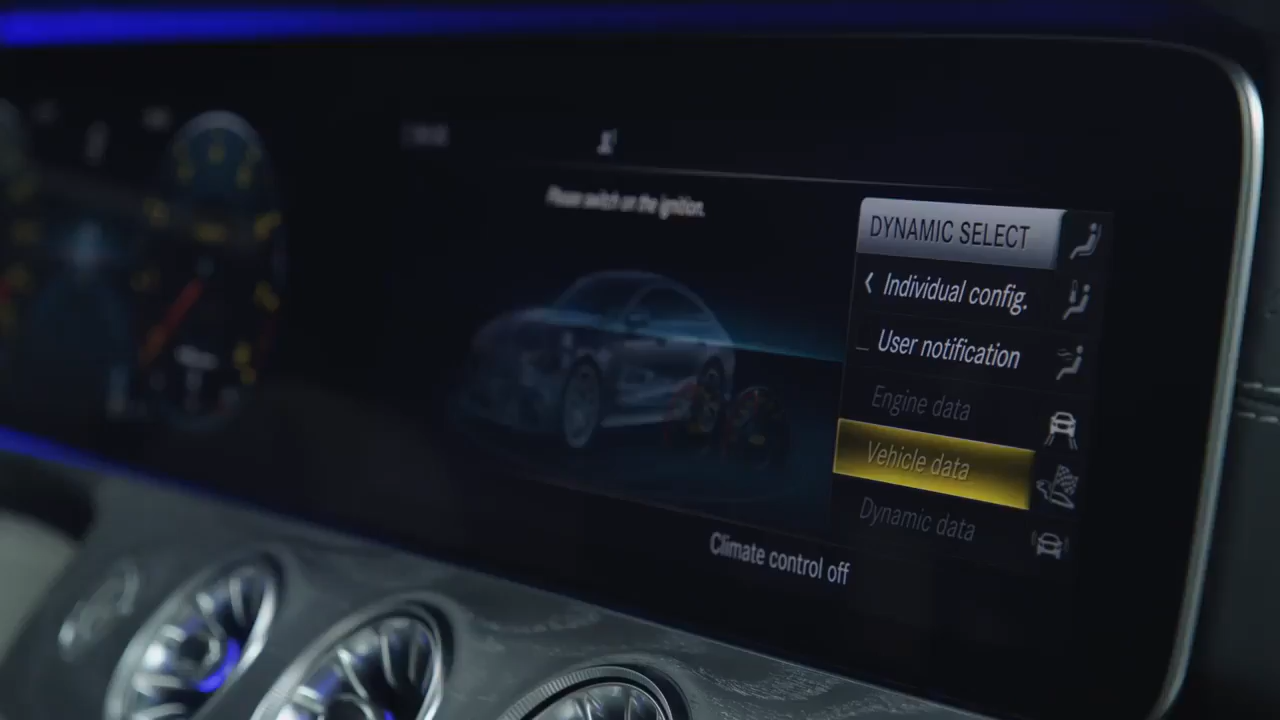 Please switch on the ignition.
DYNAMIC SELECT
Individual config.
User notification
Engine data
Vehicle data
Dynamic data
Climate control off